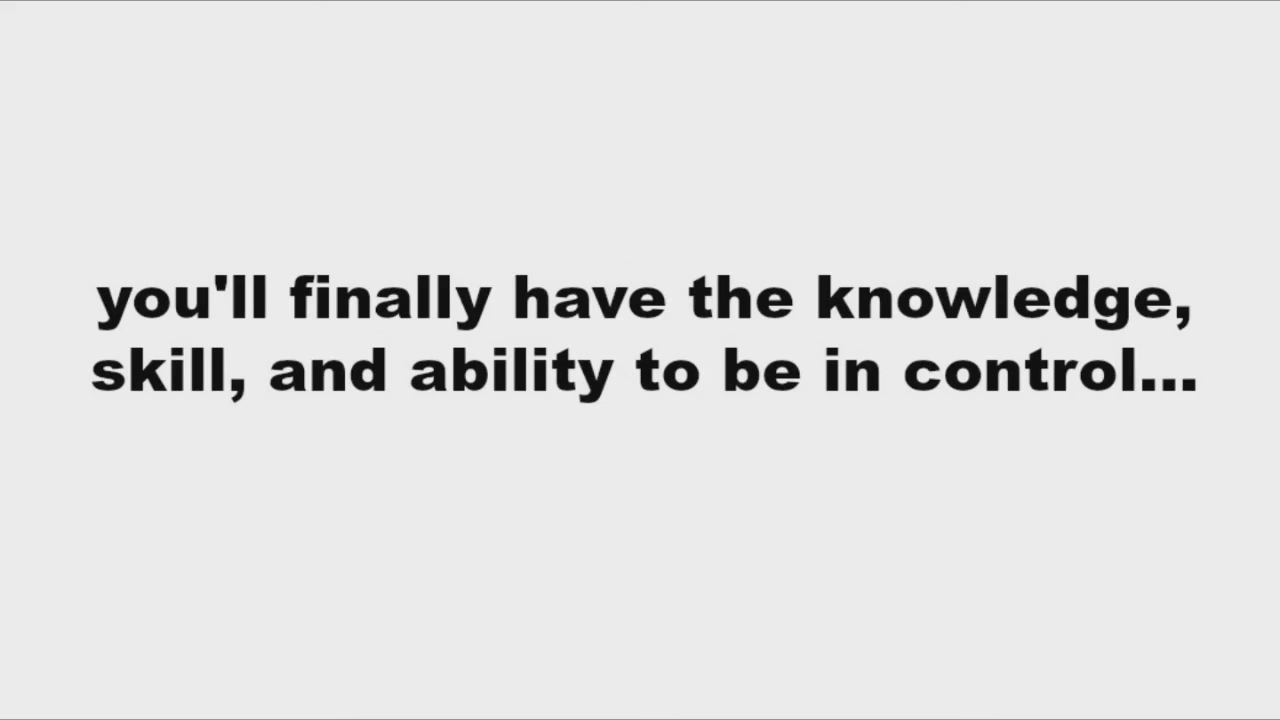 you'll finally have the knowledge,
skill, and ability to be in control...